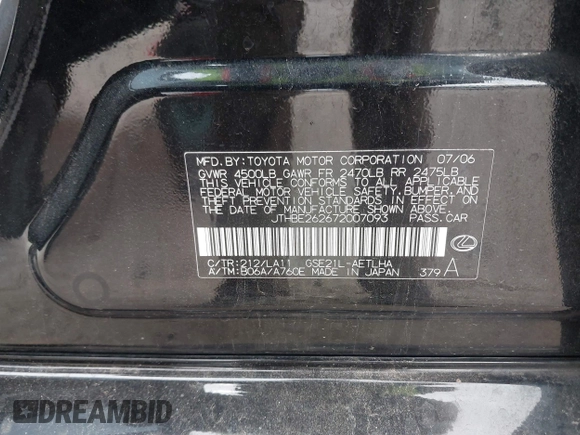 MFD. BY: TOYOTA MOTOR CORPORATION 07/06
GVWR 4500LB GAWR FR 2470LB RR 2475LB
THIS VEHICLE CONFORMS TO ALL APPLICABLE
FEDERAL MOTOR VEHICLE SAFETY, BUMPER, AND
THEFT PREVENTION STANDARDS IN EFFECT ON
THE DATE OF MANUFACTURE SHOWN ABOVE.
JTHBE262672007093 PASS. CAR
C/TR: 212/LA11 GSE21L-AETLHA
A/TM: B06A/A760E MADE IN JAPAN 379 A
DREAMBID